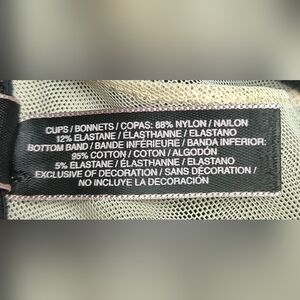 CUPS / BONNETS / COPAS: 88% NYLON / NAILON
12% ELASTANE / ÉLASTHANNE / ELASTANO
BOTTOM BAND / BANDE INFÉRIEURE / BANDA INFERIOR:
95% COTTON / COTON / ALGODÓN
5% ELASTANE / ÉLASTHANNE / ELASTANO
EXCLUSIVE OF DECORATION / SANS DÉCORATION /
NO INCLUYE LA DECORACIÓN